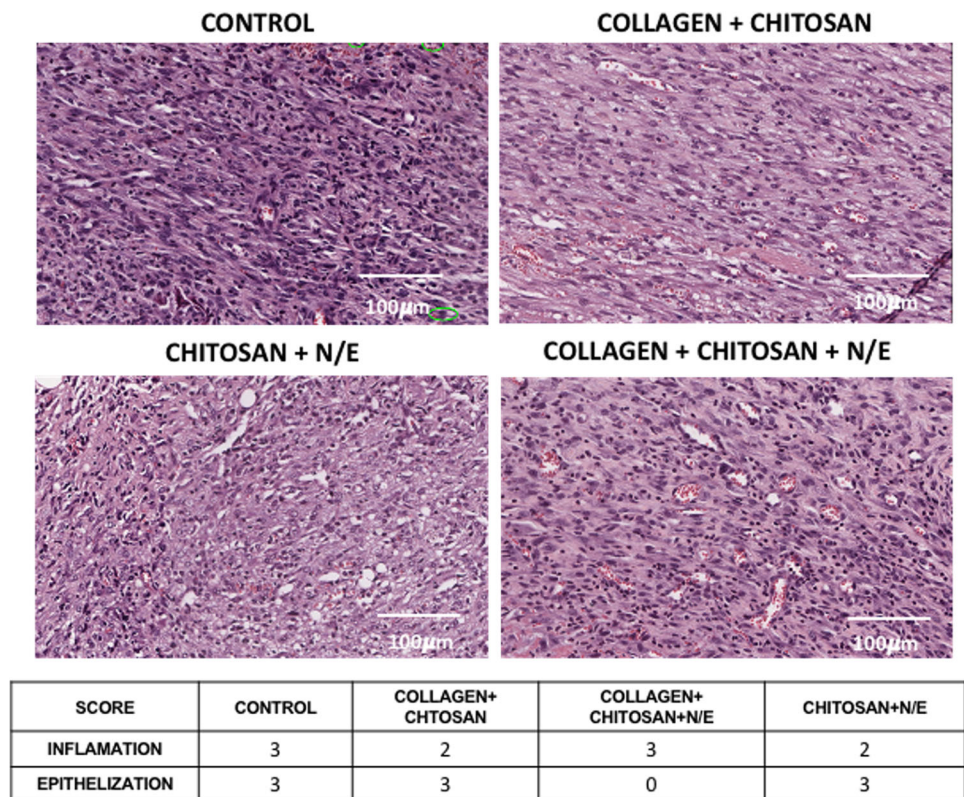 CONTROL
COLLAGEN + CHITOSAN
100µm
100µm
CHITOSAN + N/E
COLLAGEN + CHITOSAN + N/E
100µm
100µm
SCORE CONTROL COLLAGEN+ CHTOSAN COLLAGEN+ CHITOSAN+N/E CHITOSAN+N/E
INFLAMATION 3 2 3 2
EPITHELIZATION 3 3 0 3